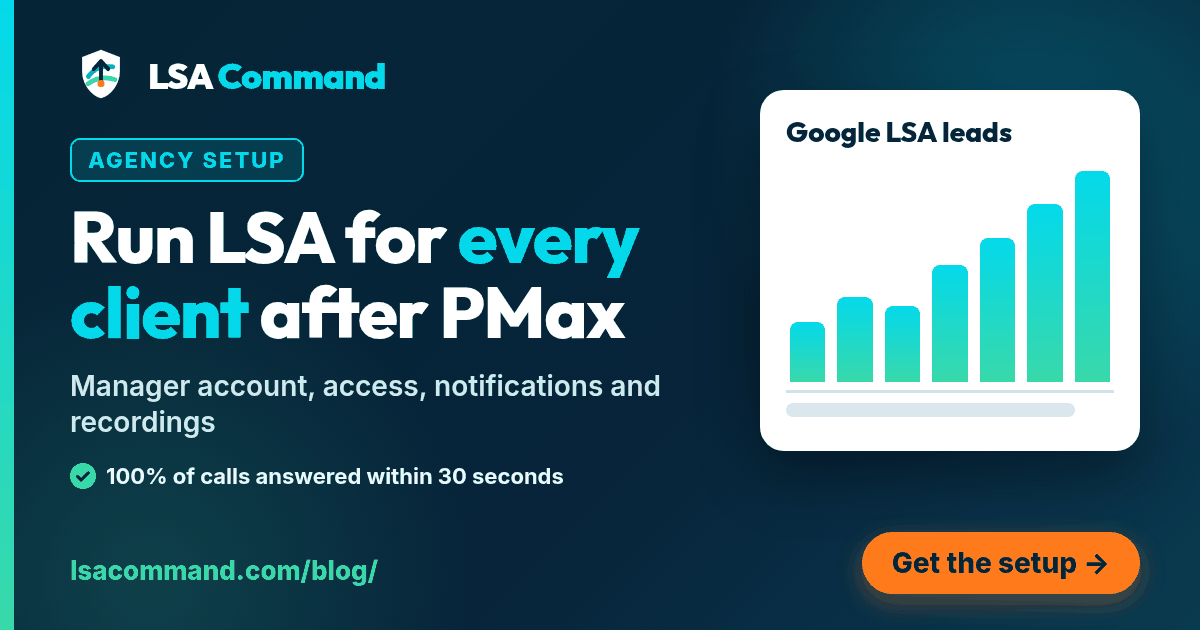 LSA Command
AGENCY SETUP
Run LSA for every
client after PMax
Manager account, access, notifications and
recordings
100% of calls answered within 30 seconds
lsacommand.com/blog/
Google LSA leads
Get the setup →